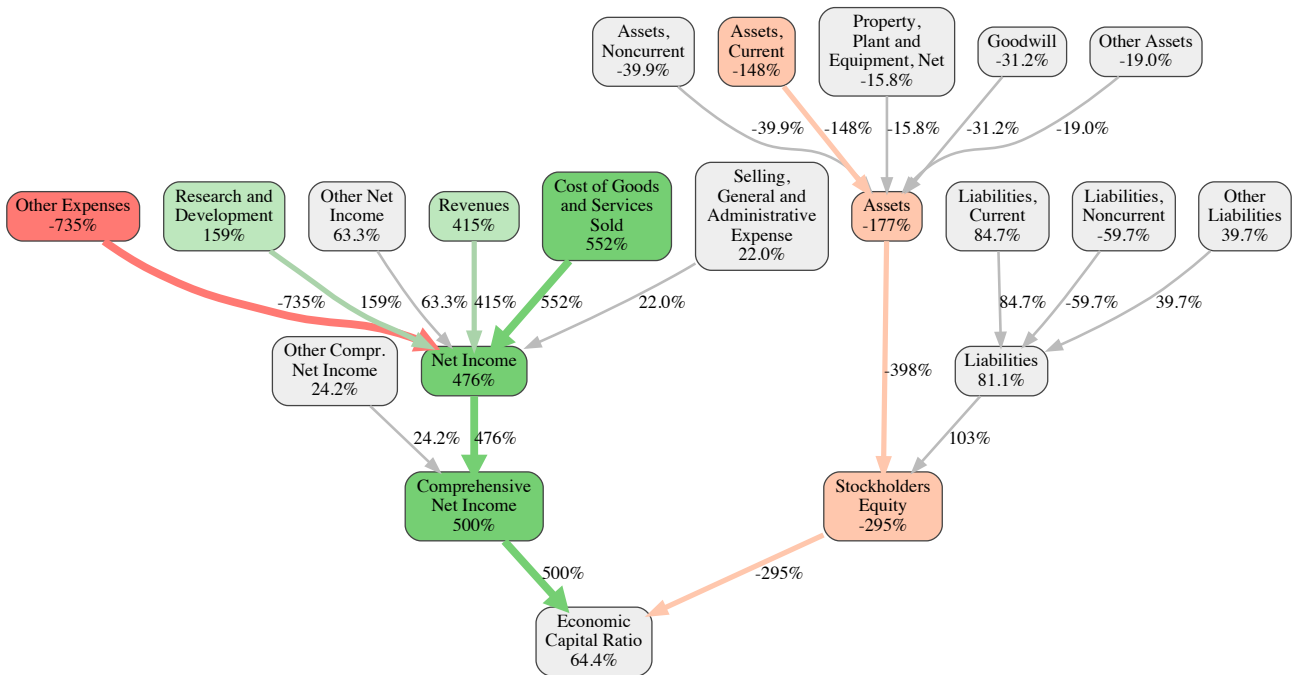 Assets,
Noncurrent
-39.9%
Assets,
Current
-148%
Property,
Plant and
Equipment, Net
-15.8%
Goodwill
-31.2%
Other Assets
-19.0%
-39.9%
-148%
-15.8%
-31.2%
-19.0%
Other Expenses
-735%
Research and
Development
159%
Other Net
Income
63.3%
Revenues
415%
Cost of Goods
and Services
Sold
552%
Selling,
General and
Administrative
Expense
22.0%
Assets
-177%
Liabilities,
Current
84.7%
Liabilities,
Noncurrent
-59.7%
Other
Liabilities
39.7%
-735%
159%
63.3%
415%
552%
22.0%
84.7%
-59.7%
39.7%
Other Compr.
Net Income
24.2%
Net Income
476%
-398%
Liabilities
81.1%
24.2%
476%
103%
Comprehensive
Net Income
500%
Stockholders
Equity
-295%
500%
-295%
Economic
Capital Ratio
64.4%